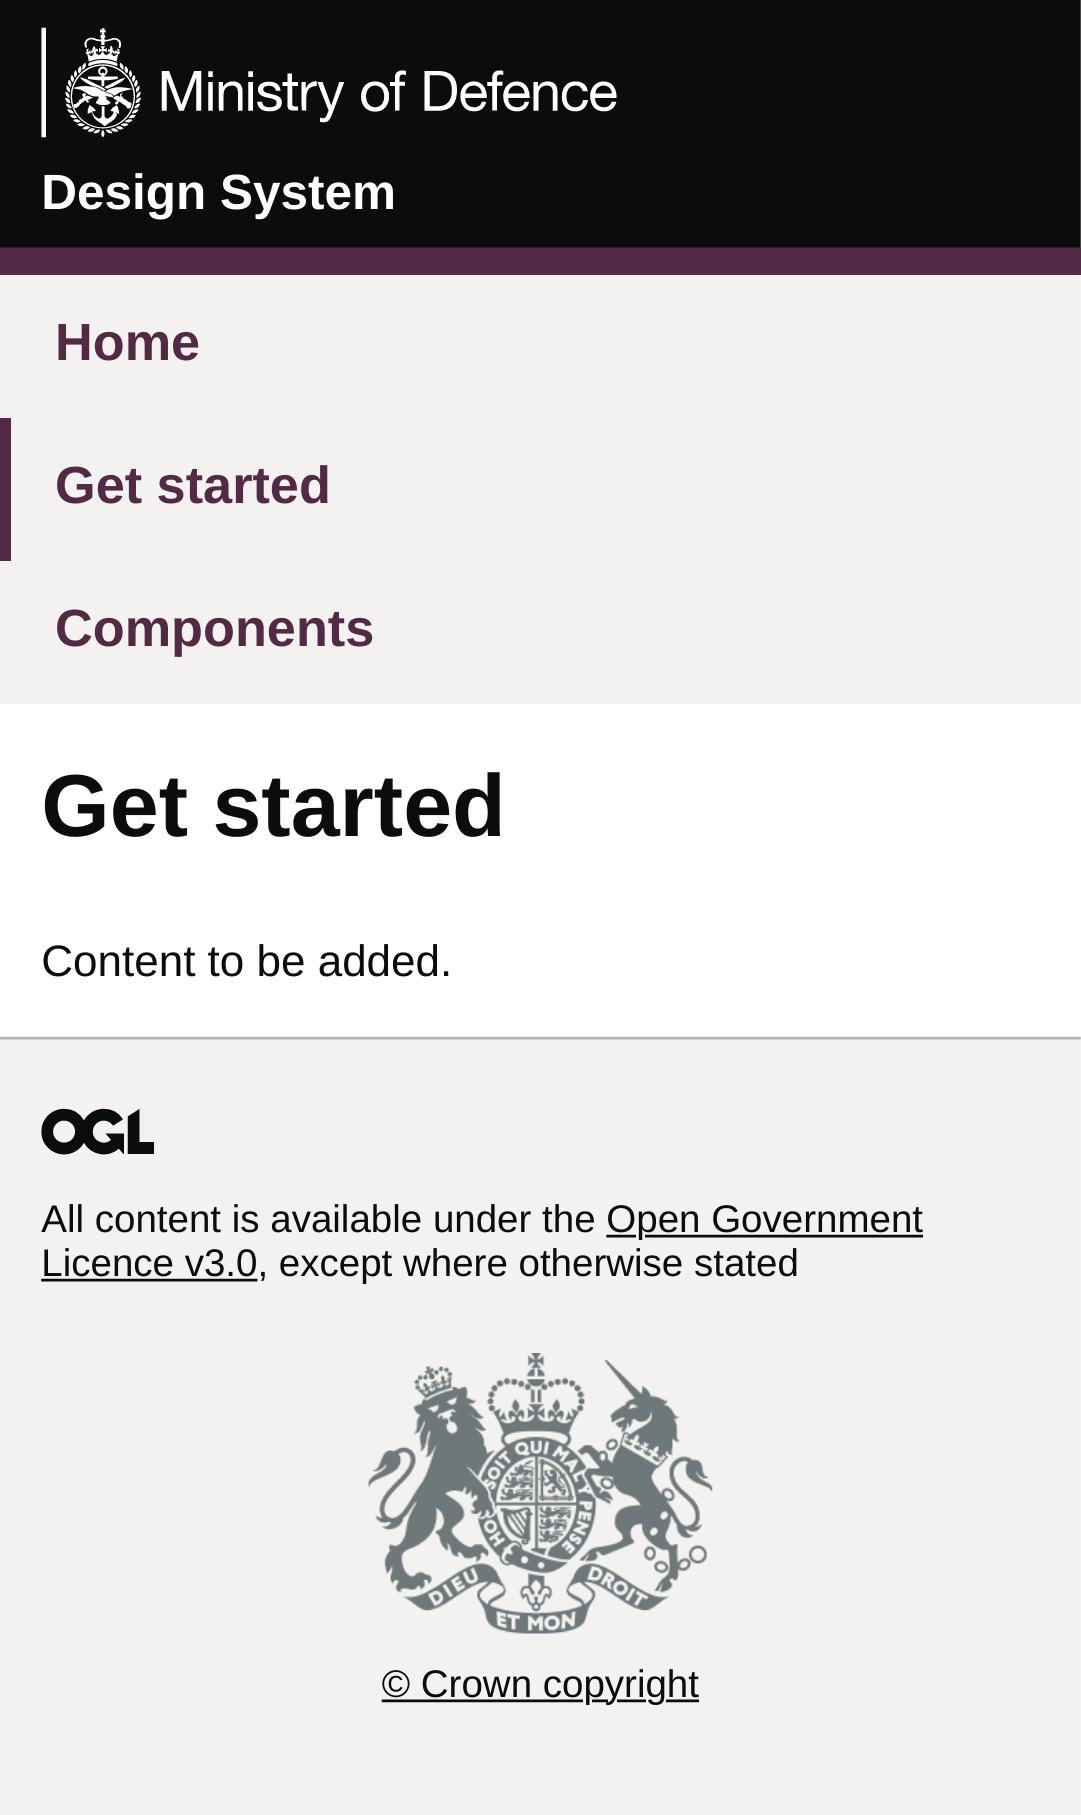 Ministry of Defence
Design System
Home
Get started
Components
Get started
Content to be added.
OGL
All content is available under the Open Government
Licence v3.0, except where otherwise stated
SOIT QUI MAL Y PENSE
HO
DIEU
ET MON
DROIT
© Crown copyright